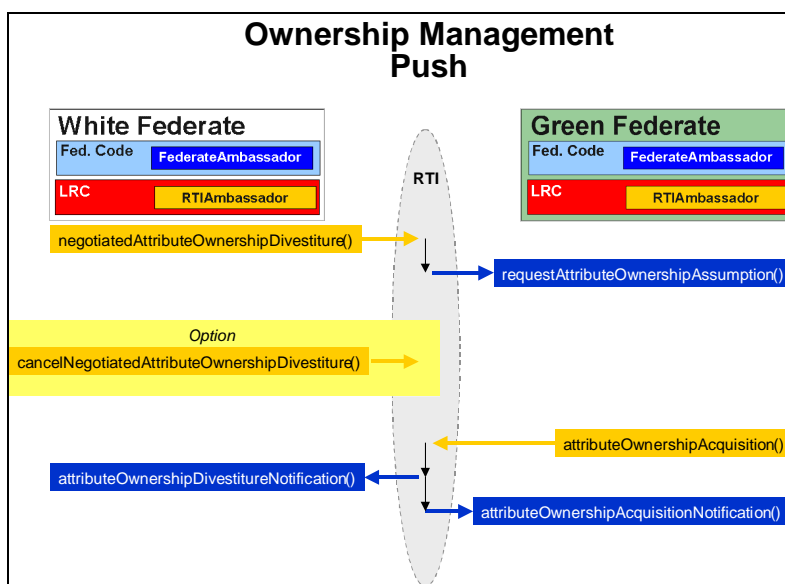 Ownership Management
Push
White Federate
Fed. Code
FederateAmbassador
LRC
RTIAmbassador
RTI
Green Federate
Fed. Code
FederateAmbassador
LRC
RTIAmbassador
negotiatedAttributeOwnershipDivestiture()
requestAttributeOwnershipAssumption()
Option
cancelNegotiatedAttributeOwnershipDivestiture()
attributeOwnershipAcquisition()
attributeOwnershipDivestitureNotification()
attributeOwnershipAcquisitionNotification()